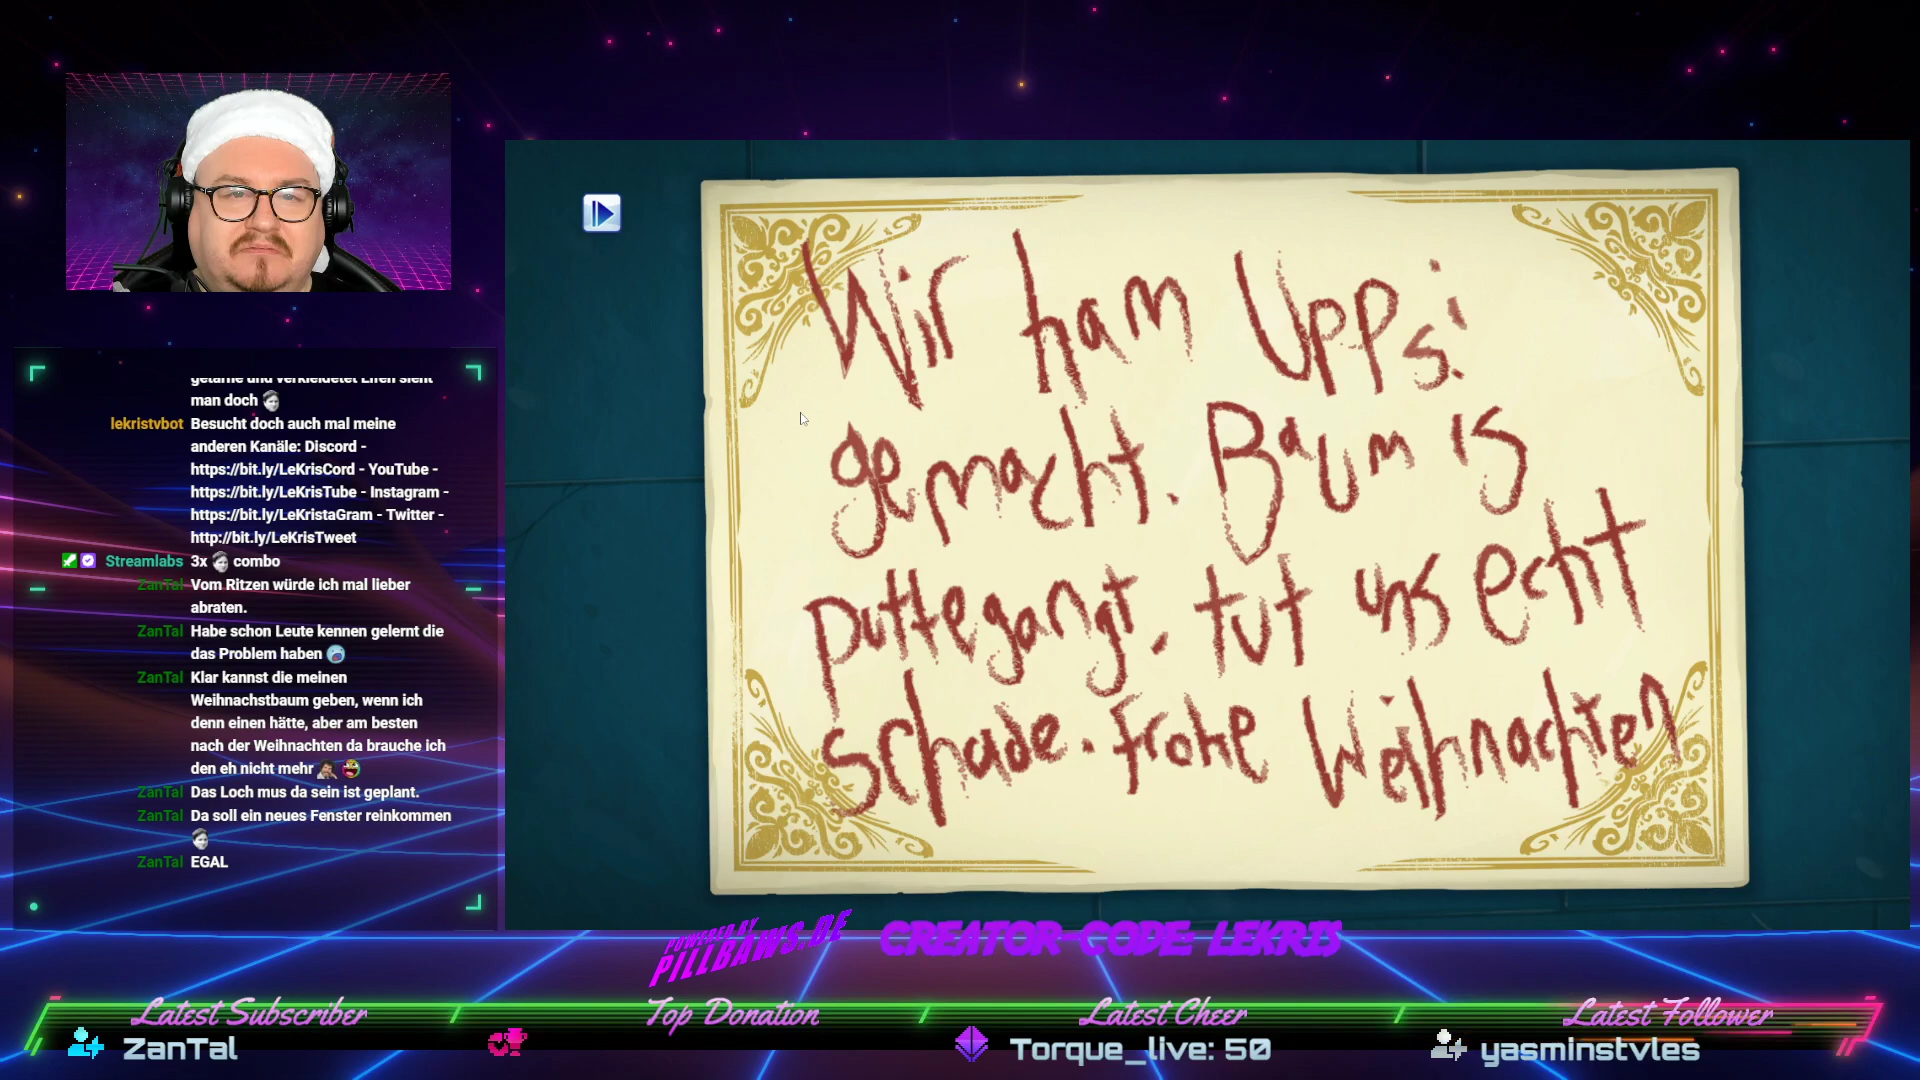 getarne und verkleidetet Elfen sieht
man doch
lekristvbot Besucht doch auch mal meine
anderen Kanäle: Discord -
https://bit.ly/LeKrisCord - YouTube -
https://bit.ly/LeKrisTube - Instagram -
https://bit.ly/LeKristaGram - Twitter -
http://bit.ly/LeKrisTweet
Streamlabs 3x combo
ZanTal Vom Ritzen würde ich mal lieber
abraten.
ZanTal Habe schon Leute kennen gelernt die
das Problem haben
ZanTal Klar kannst die meinen
Weihnachstbaum geben, wenn ich
denn einen hätte, aber am besten
nach der Weihnachten da brauche ich
den eh nicht mehr
ZanTal Das Loch mus da sein ist geplant.
ZanTal Da soll ein neues Fenster reinkommen
ZanTal EGAL
Wir ham Upps!
gemacht. Baum is
puttegangt. tut uns echt
schade. frohe Weihnachten
POWERED BY
PILLBAWS.DE
CREATOR-CODE: LEKRIS
Latest Subscriber
ZanTal
Top Donation
Latest Cheer
Torque_live: 50
Latest Follower
yasminstvles